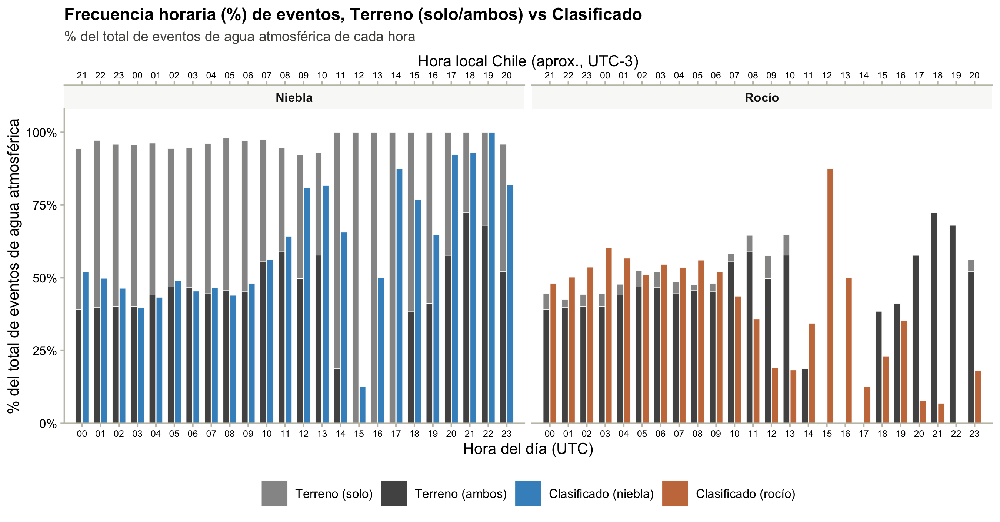 Frecuencia horaria (%) de eventos, Terreno (solo/ambos) vs Clasificado
% del total de eventos de agua atmosférica de cada hora
Hora local Chile (aprox., UTC-3)
21 22 23 00 01 02 03 04 05 06 07 08 09 10 11 12 13 14 15 16 17 18 19 20
21 22 23 00 01 02 03 04 05 06 07 08 09 10 11 12 13 14 15 16 17 18 19 20
Niebla
Rocío
% del total de eventos de agua atmosférica
100%
75%
50%
25%
0%
00 01 02 03 04 05 06 07 08 09 10 11 12 13 14 15 16 17 18 19 20 21 22 23
00 01 02 03 04 05 06 07 08 09 10 11 12 13 14 15 16 17 18 19 20 21 22 23
Hora del día (UTC)
Terreno (solo)
Terreno (ambos)
Clasificado (niebla)
Clasificado (rocío)